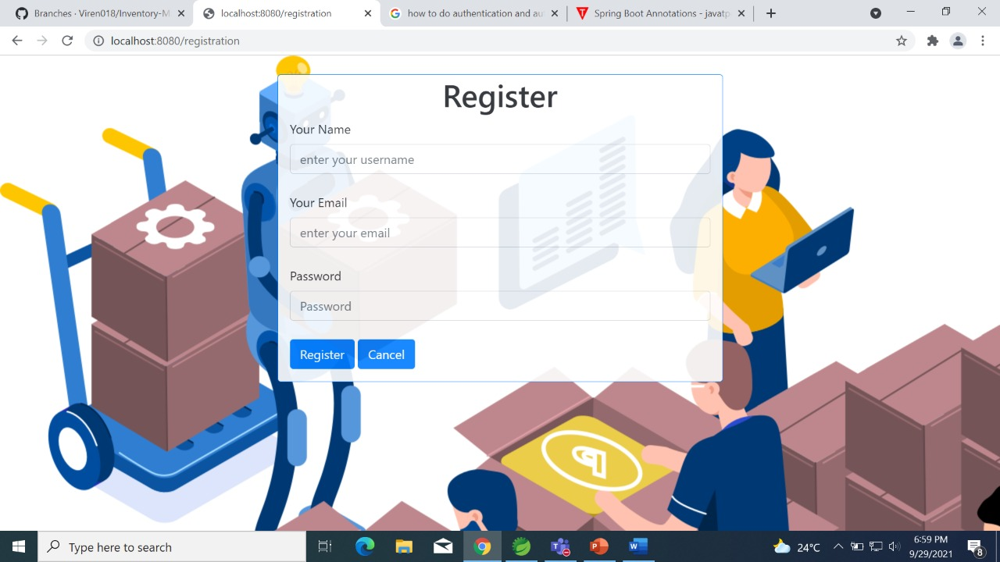 Branches · Viren018/Inventory-M
localhost:8080/registration
how to do authentication and au
Spring Boot Annotations - javatp
localhost:8080/registration
Register
Your Name
enter your username
Your Email
enter your email
Password
Password
Register Cancel
Type here to search
24°C
6:59 PM
9/29/2021
8